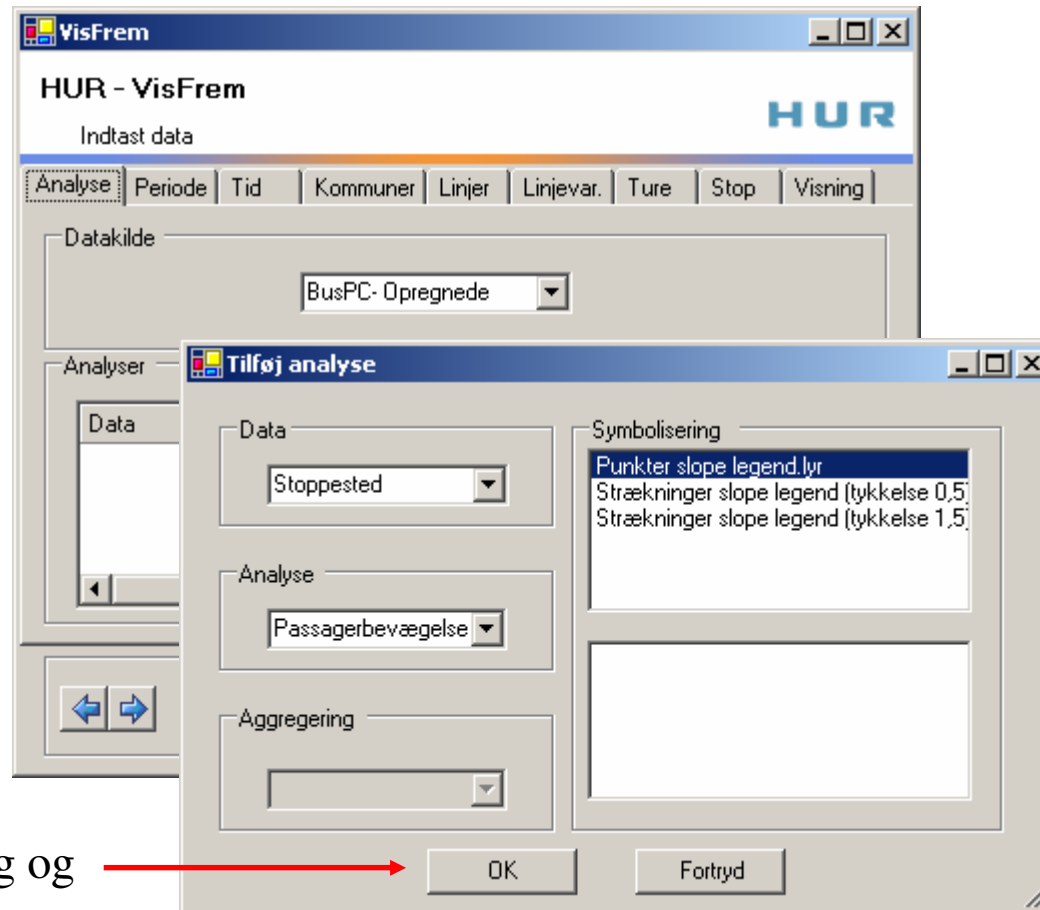 VisFrem
HUR - VisFrem
HUR
Indtast data
Analyse Periode Tid Kommuner Linjer Linjevar. Ture Stop Visning
Datakilde
BusPC- Opregnede
Analyser
Data
Tilføj analyse
Data
Stoppested
Analyse
Passagerbevægelse
Aggregering
Symbolisering
Punkter slope legend.lyr
Strækninger slope legend (tykkelse 0,5)
Strækninger slope legend (tykkelse 1,5)
OK Fortryd
g og